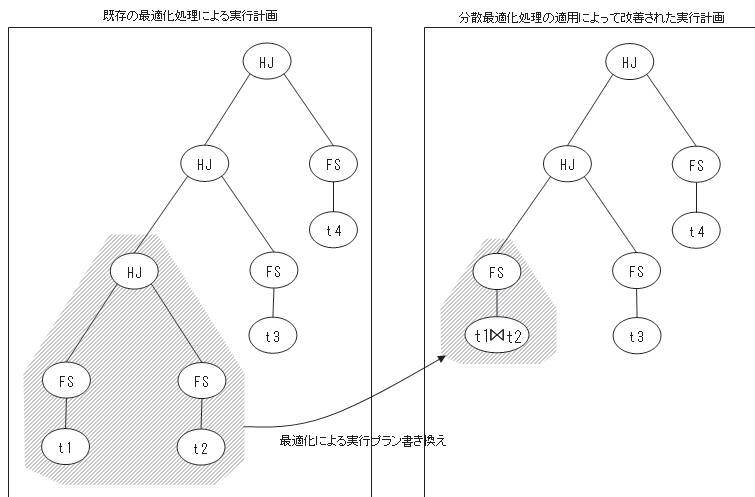 既存の最適化処理による実行計画
HJ
HJ
FS
t4
HJ
FS
t3
FS
FS
t1
t2
分散最適化処理の適用によって改善された実行計画
HJ
HJ
FS
t4
FS
FS
t1⋈t2
t3
最適化による実行プラン書き換え